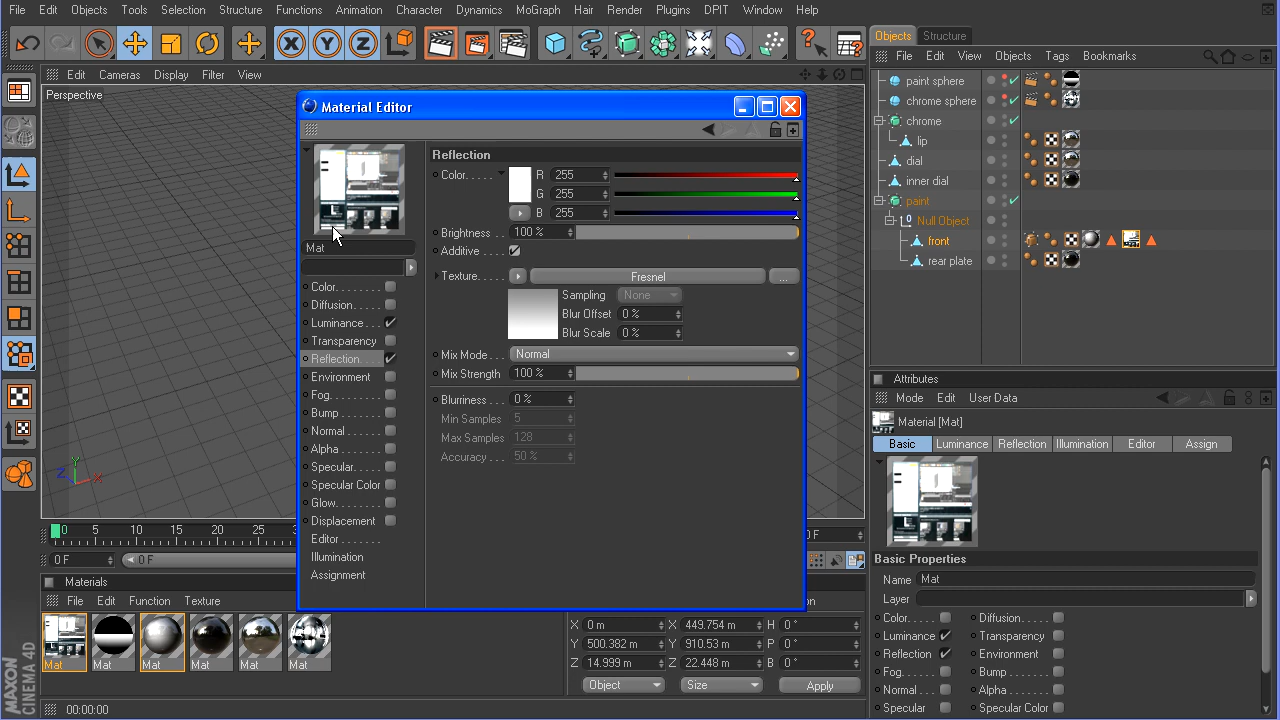 File Edit Objects Tools Selection Structure Functions Animation Character Dynamics MoGraph Hair Render Plugins DPIT Window Help
X Y Z
Edit Cameras Display Filter View
Perspective
Y
Z X
0 5 10 15 20 25
0 F
0 F
0 F
Materials
File Edit Function Texture
Mat Mat Mat Mat Mat Mat
MAXON
CINEMA 4D
00:00:00
Material Editor
Mat
Color
Diffusion
Luminance
Transparency
Reflection
Environment
Fog
Bump
Normal
Alpha
Specular
Specular Color
Glow
Displacement
Editor
Illumination
Assignment
Reflection
Color R 255
G 255
B 255
Brightness 100 %
Additive
Texture Fresnel ...
Sampling None
Blur Offset 0 %
Blur Scale 0 %
Mix Mode Normal
Mix Strength 100 %
Blurriness 0 %
Min Samples 5
Max Samples 128
Accuracy 50 %
X 0 m X 449.754 m H 0 °
Y 500.382 m Y 910.53 m P 0 °
Z 14.999 m Z 22.448 m B 0 °
Object Size Apply
Objects Structure
File Edit View Objects Tags Bookmarks
paint sphere
chrome sphere
chrome
lip
dial
inner dial
paint
Null Object
front
rear plate
Attributes
Mode Edit User Data
Material [Mat]
Basic Luminance Reflection Illumination Editor Assign
Basic Properties
Name Mat
Layer
Color Diffusion
Luminance Transparency
Reflection Environment
Fog Bump
Normal Alpha
Specular Specular Color